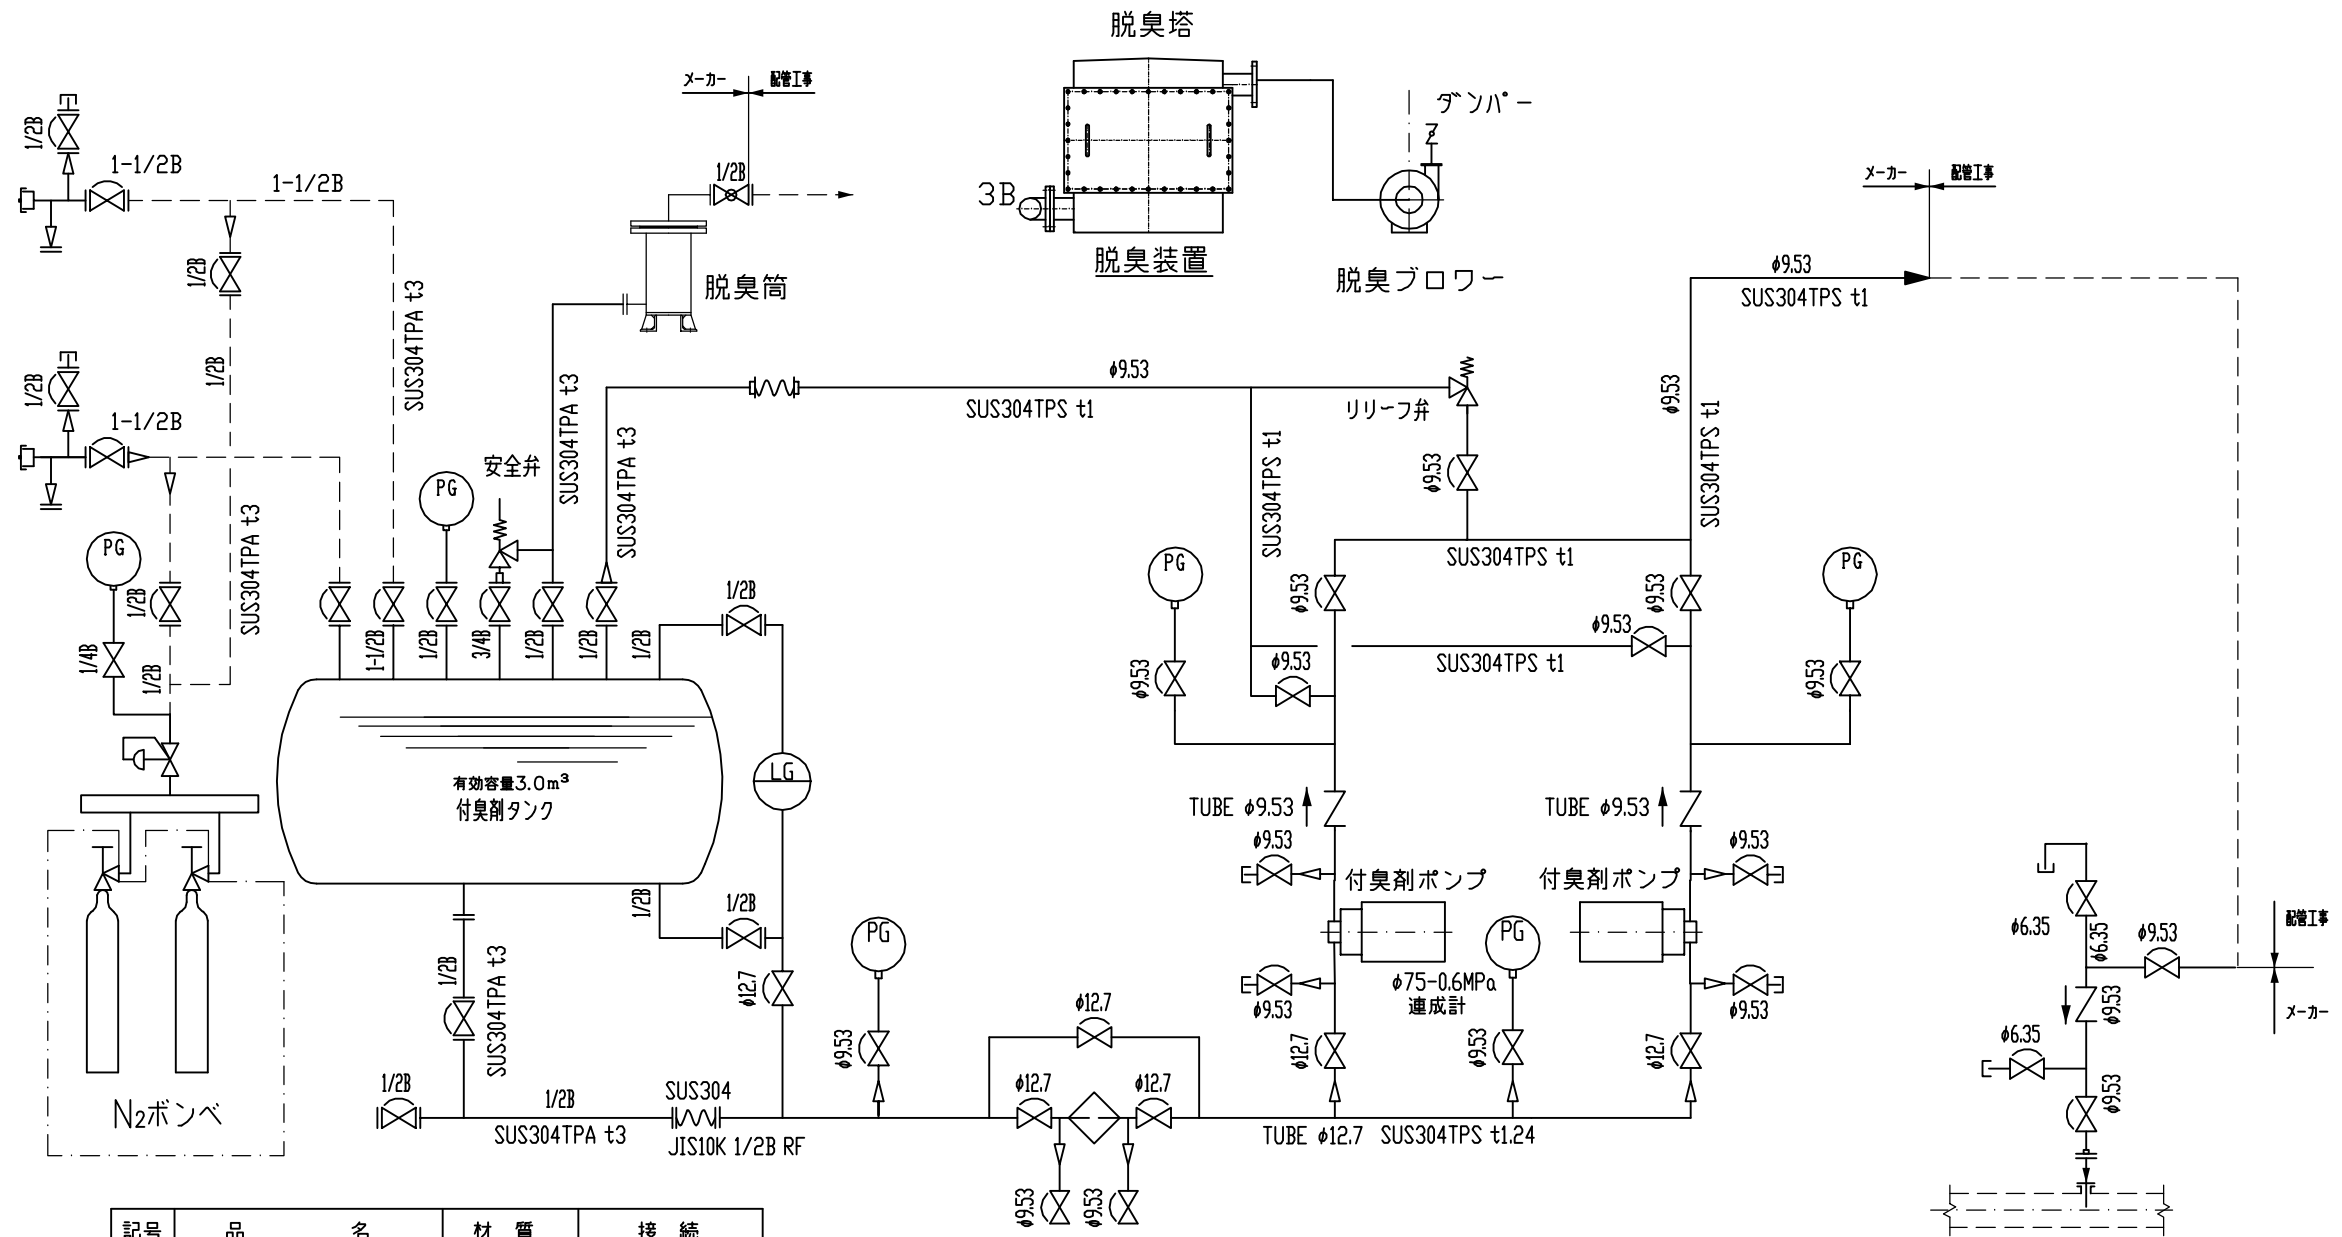 脱臭塔
メーカー 配管工事
ダンパー
1/2B
1-1/2B
1-1/2B
1/2B
3B
メーカー 配管工事
脱臭装置
脱臭ブロワー
脱臭筒
1/2B
SUS304TPA t3
φ9.53
SUS304TPS t1
1/2B
1/2B
1-1/2B
SUS304TPA t3
φ9.53
SUS304TPS t1
リリーフ弁
φ9.53
SUS304TPS t1
安全弁
PG
SUS304TPA t3
SUS304TPS t1
φ9.53
SUS304TPA t3
PG
1/2B
1/4B
1/2B
SUS304TPS t1
PG
PG
φ9.53
φ9.53
1-1/2B
1/2B
3/4B
1/2B
1/2B
1/2B
1/2B
φ9.53
SUS304TPS t1
φ9.53
φ9.53
φ9.53
LG
有効容量3.0m³
付臭剤タンク
TUBE φ9.53
TUBE φ9.53
φ9.53
φ9.53
付臭剤ポンプ
付臭剤ポンプ
1/2B
1/2B
PG
PG
φ6.35
φ6.35
φ9.53
配管工事
メーカー
1/2B
SUS304TPA t3
φ12.7
φ75-0.6MPa
連成計
φ9.53
φ9.53
φ9.53
φ12.7
φ9.53
φ12.7
φ9.53
φ12.7
φ6.35
φ9.53
N2ボンベ
1/2B
1/2B
SUS304TPA t3
SUS304
JIS10K 1/2B RF
φ12.7
φ12.7
TUBE φ12.7 SUS304TPS t1.24
φ9.53
φ9.53
φ9.53
記号 品名 材質 接続